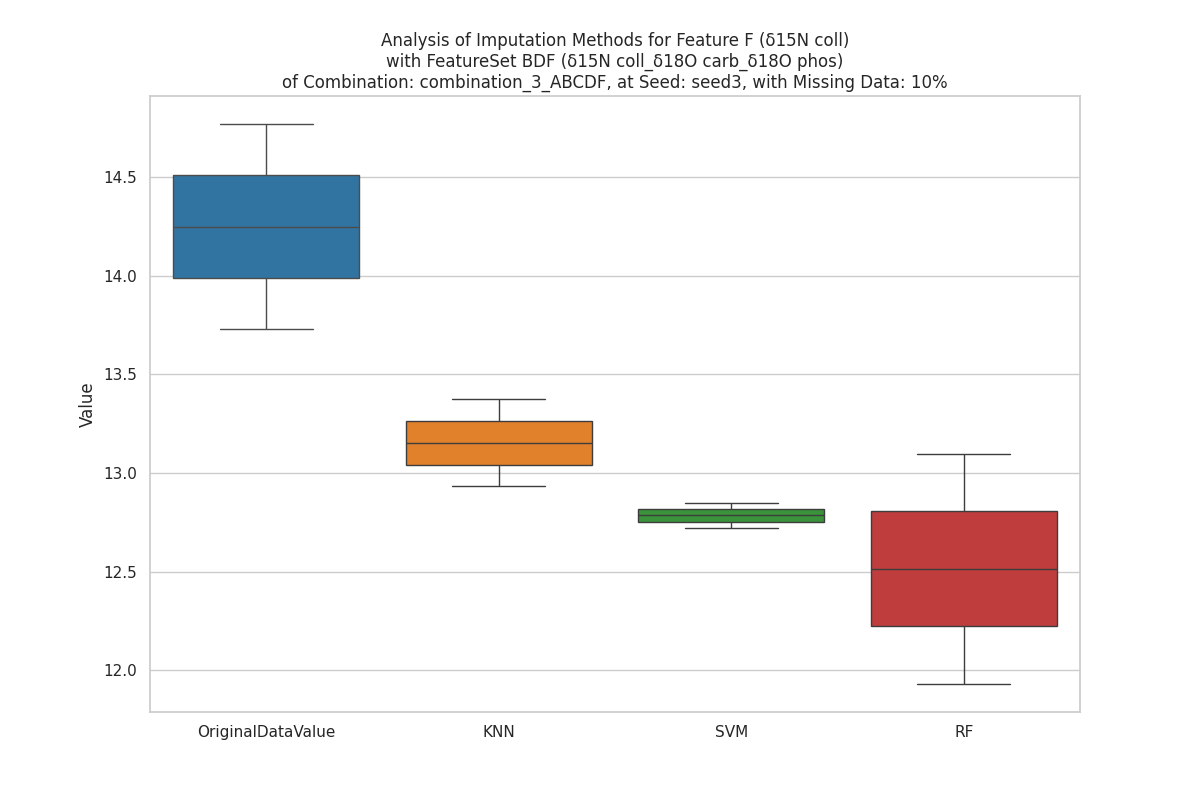 Analysis of Imputation Methods for Feature F (δ15N coll)
with FeatureSet BDF (δ15N coll_δ18O carb_δ18O phos)
of Combination: combination_3_ABCDF, at Seed: seed3, with Missing Data: 10%
14.5
14.0
13.5
13.0
12.5
12.0
Value
OriginalDataValue
KNN
SVM
RF